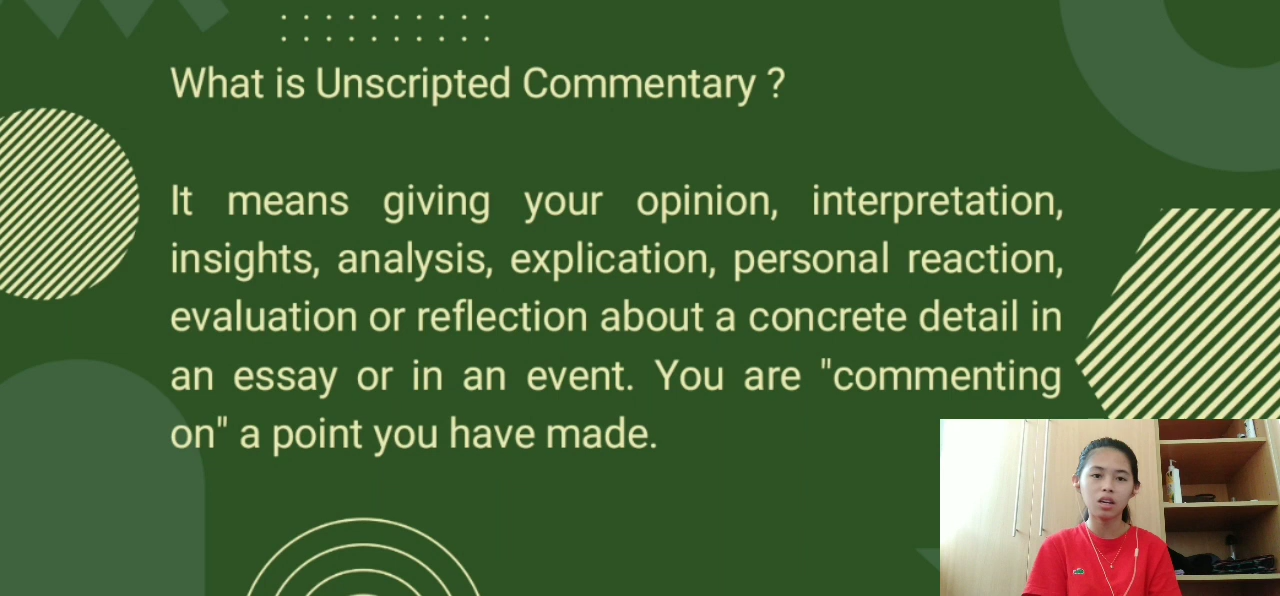 What is Unscripted Commentary ?
It means giving your opinion, interpretation,
insights, analysis, explication, personal reaction,
evaluation or reflection about a concrete detail in
an essay or in an event. You are "commenting
on" a point you have made.